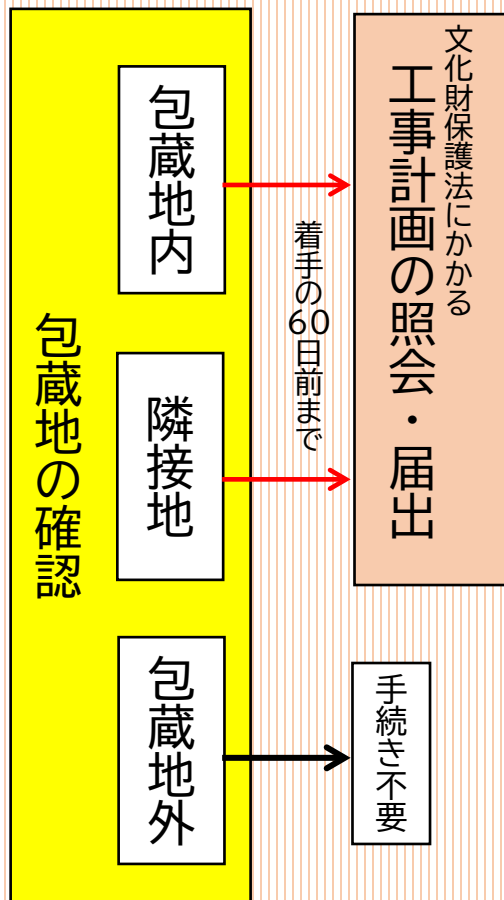 包蔵地の確認
包蔵地内
隣接地
包蔵地外
着手の60日前まで
文化財保護法にかかる
工事計画の照会・届出
手続き不要